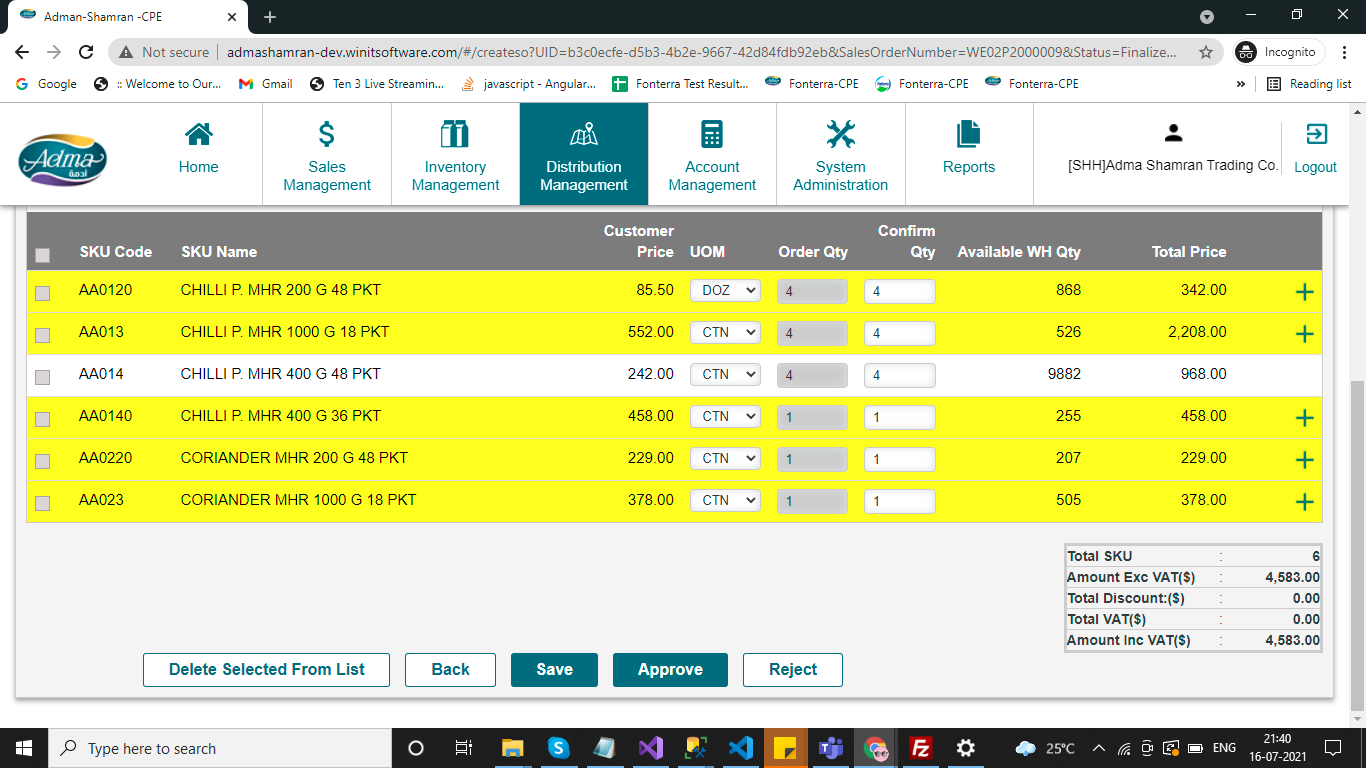 Adman-Shamran -CPE
Not secure admashamran-dev.winitsoftware.com/#/createso?UID=b3c0ecfe-d5b3-4b2e-9667-42d84fdb92eb&SalesOrderNumber=WE02P2000009&Status=Finalize... Incognito
Google :: Welcome to Our... Gmail Ten 3 Live Streamin... javascript - Angular... Fonterra Test Result... Fonterra-CPE Fonterra-CPE Fonterra-CPE » Reading list
Adma
أدمة
Home
Sales Management
Inventory Management
Distribution Management
Account Management
System Administration
Reports
[SHH]Adma Shamran Trading Co.
Logout
SKU Code SKU Name Customer Price UOM Order Qty Confirm Qty Available WH Qty Total Price
AA0120 CHILLI P. MHR 200 G 48 PKT 85.50 DOZ 4 4 868 342.00 +
AA013 CHILLI P. MHR 1000 G 18 PKT 552.00 CTN 4 4 526 2,208.00 +
AA014 CHILLI P. MHR 400 G 48 PKT 242.00 CTN 4 4 9882 968.00
AA0140 CHILLI P. MHR 400 G 36 PKT 458.00 CTN 1 1 255 458.00 +
AA0220 CORIANDER MHR 200 G 48 PKT 229.00 CTN 1 1 207 229.00 +
AA023 CORIANDER MHR 1000 G 18 PKT 378.00 CTN 1 1 505 378.00 +
Total SKU : 6
Amount Exc VAT($) : 4,583.00
Total Discount:($) : 0.00
Total VAT($) : 0.00
Amount Inc VAT($) : 4,583.00
Delete Selected From List Back Save Approve Reject
Type here to search 25°C ENG 21:40
16-07-2021